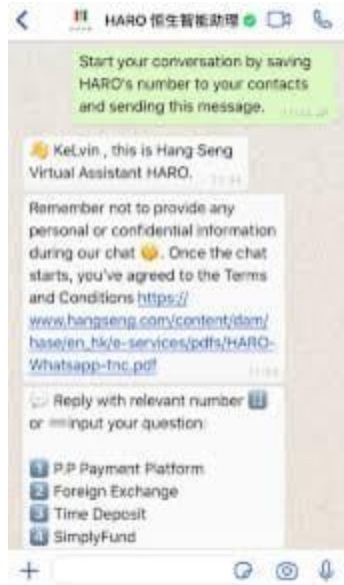 HARO 恒生智能助理
Start your conversation by saving
HARO's number to your contacts
and sending this message.
KeLvin , this is Hang Seng
Virtual Assistant HARO.
Remember not to provide any
personal or confidential information
during our chat. Once the chat
starts, you've agreed to the Terms
and Conditions https://
www.hangseng.com/content/dam/
hase/en_hk/e-services/pdfs/HARO-
Whatsapp-tnc.pdf
Reply with relevant number
or input your question:
1 P.P Payment Platform
2 Foreign Exchange
3 Time Deposit
4 SimplyFund